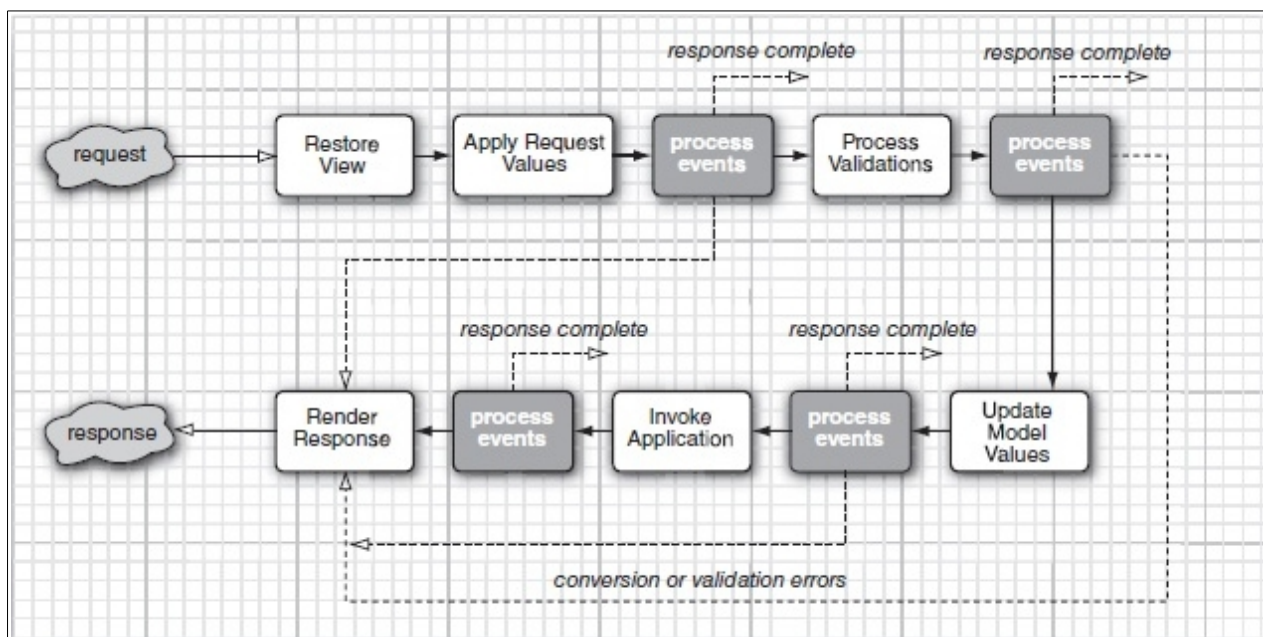 response complete
response complete
request
Restore
View
Apply Request
Values
process
events
Process
Validations
process
events
response complete
response complete
response
Render
Response
process
events
Invoke
Application
process
events
Update
Model
Values
conversion or validation errors